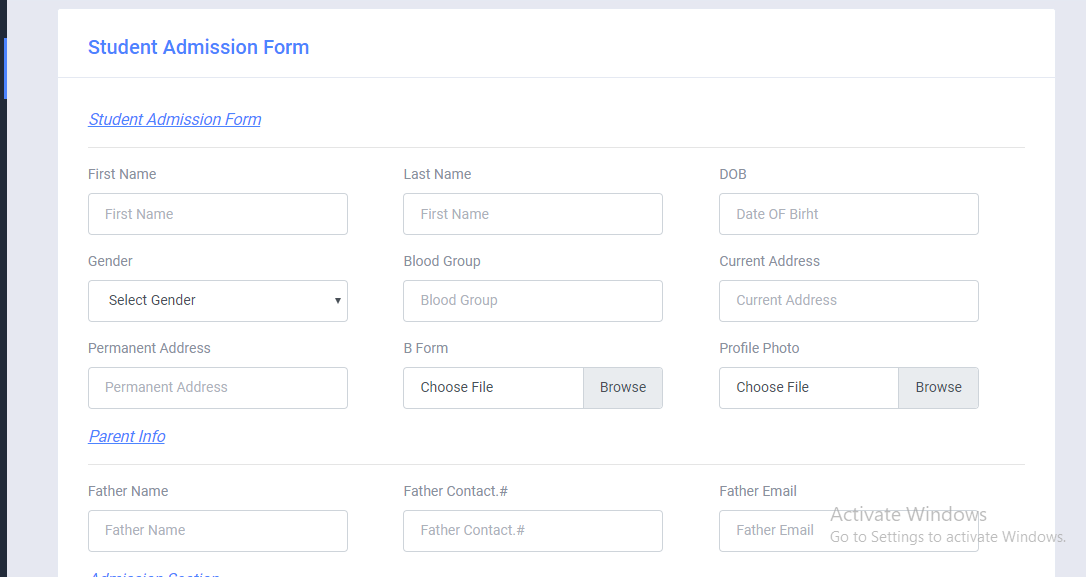 Student Admission Form
Student Admission Form
First Name Last Name DOB
First Name First Name Date OF Birht
Gender Blood Group Current Address
Select Gender Blood Group Current Address
Permanent Address B Form Profile Photo
Permanent Address Choose File Browse Choose File Browse
Parent Info
Father Name Father Contact.# Father Email
Activate Windows
Father Name Father Contact.# Father Email
Go to Settings to activate Windows.
Admission Section